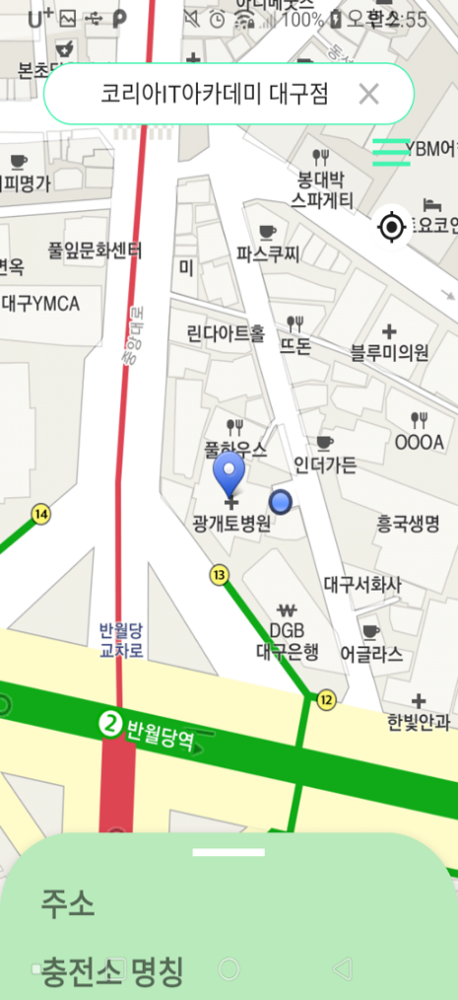 U+
100%
오후 2:55
코리아IT아카데미 대구점
YBM어
봉대박
스파게티
피명가
토요코인
풀잎문화센터
파스쿠찌
면옥
미
대구YMCA
중앙대로
린다아트홀
뜨돈
블루미의원
OOOA
풀하우스
인더가든
광개토병원
흥국생명
14
13
대구서화사
반월당
교차로
DGB
대구은행
어글라스
12
한빛안과
2 반월당역
주소
충전소 명칭